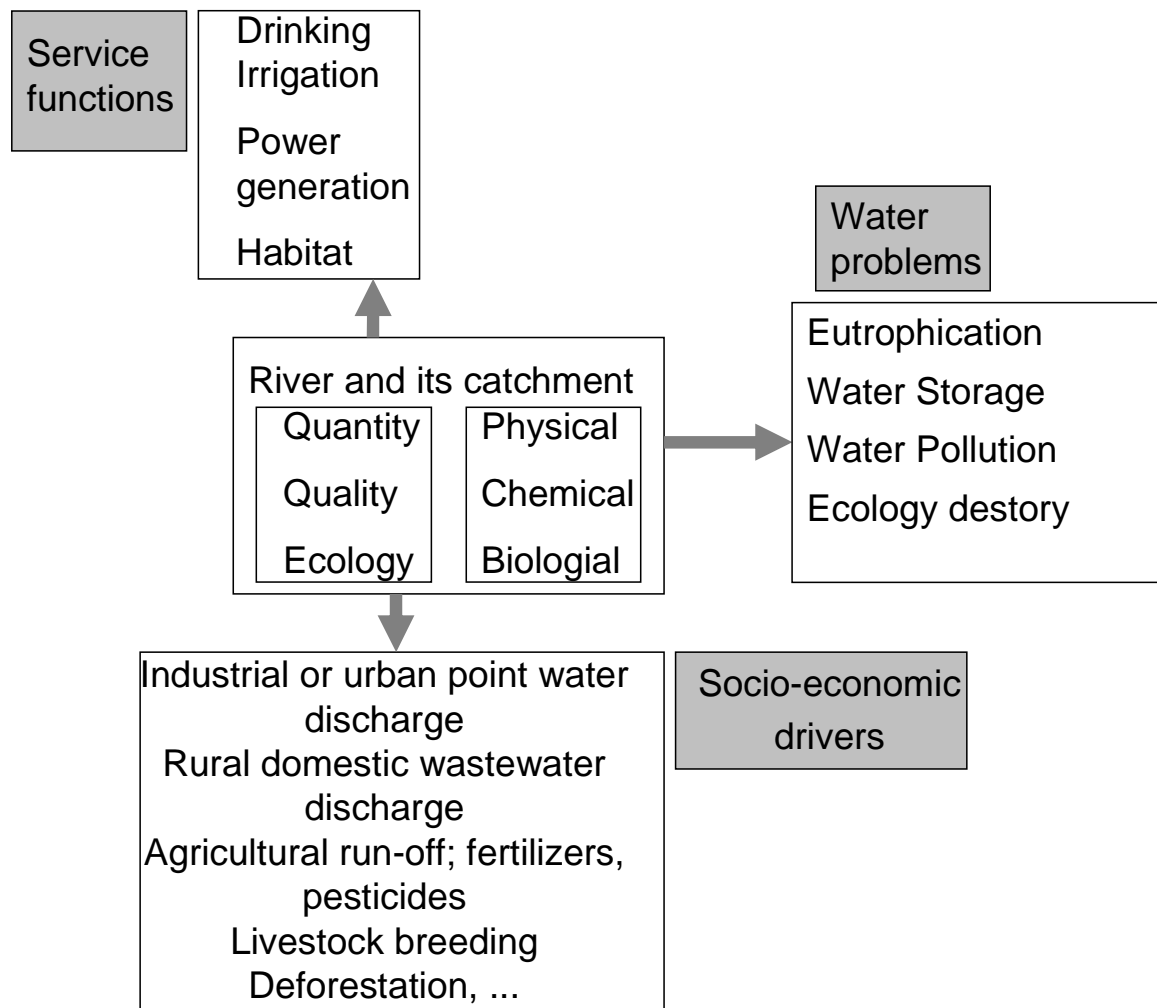 Service
functions
Drinking
Irrigation
Power
generation
Habitat
Water
problems
Eutrophication
Water Storage
Water Pollution
Ecology destory
River and its catchment
Quantity
Quality
Ecology
Physical
Chemical
Biologial
Industrial or urban point water
discharge
Rural domestic wastewater
discharge
Agricultural run-off; fertilizers,
pesticides
Livestock breeding
Deforestation, ...
Socio-economic
drivers